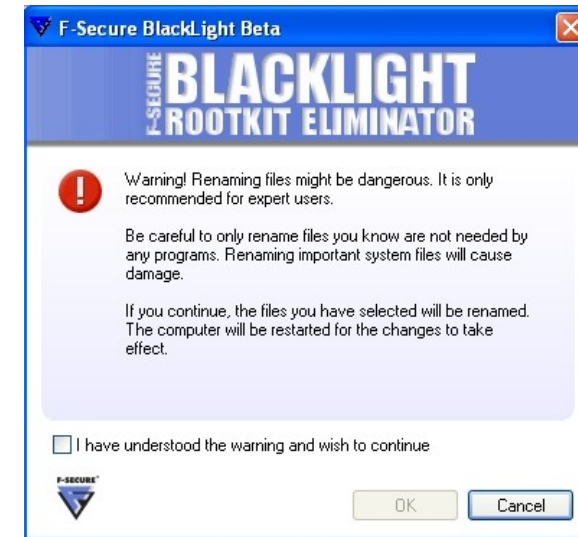 F-Secure BlackLight Beta
F-SECURE
BLACKLIGHT
ROOTKIT ELIMINATOR
Warning! Renaming files might be dangerous. It is only
recommended for expert users.
Be careful to only rename files you know are not needed by
any programs. Renaming important system files will cause
damage.
If you continue, the files you have selected will be renamed.
The computer will be restarted for the changes to take
effect.
I have understood the warning and wish to continue
F-SECURE
OK
Cancel